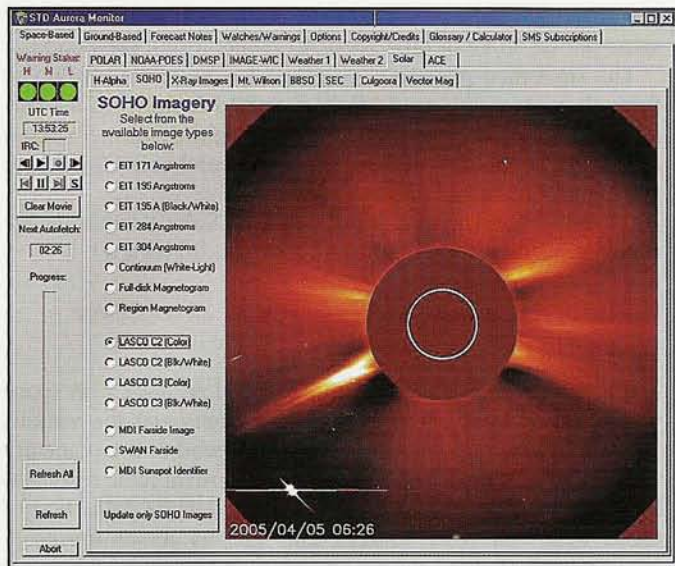 STD Aurora Monitor
Space-Based Ground-Based Forecast Notes Watches/Warnings Options Copyright/Credits Glossary / Calculator SMS Subscriptions
Warning Status:
H M L
UTC Time
13:53:25
IRC:
S
Clear Movie
Next Autofetch:
02:26
Progress:
Refresh All
Refresh
Abort
POLAR NOAA-POES DMSP IMAGE-WIC Weather 1 Weather 2 Solar ACE
H-Alpha SOHO X-Ray Images Mt. Wilson BBSO SEC Culgoora Vector Mag
SOHO Imagery
Select from the
available image types
below:
EIT 171 Angstroms
EIT 195 Angstroms
EIT 195 A (Black/White)
EIT 284 Angstroms
EIT 304 Angstroms
Continuum (White-Light)
Full-disk Magnetogram
Region Magnetogram
LASCO C2 (Color)
LASCO C2 (Blk/White)
LASCO C3 (Color)
LASCO C3 (Blk/White)
MDI Farside Image
SWAN Farside
MDI Sunspot Identifier
Update only SOHO Images
2005/04/05 06:26